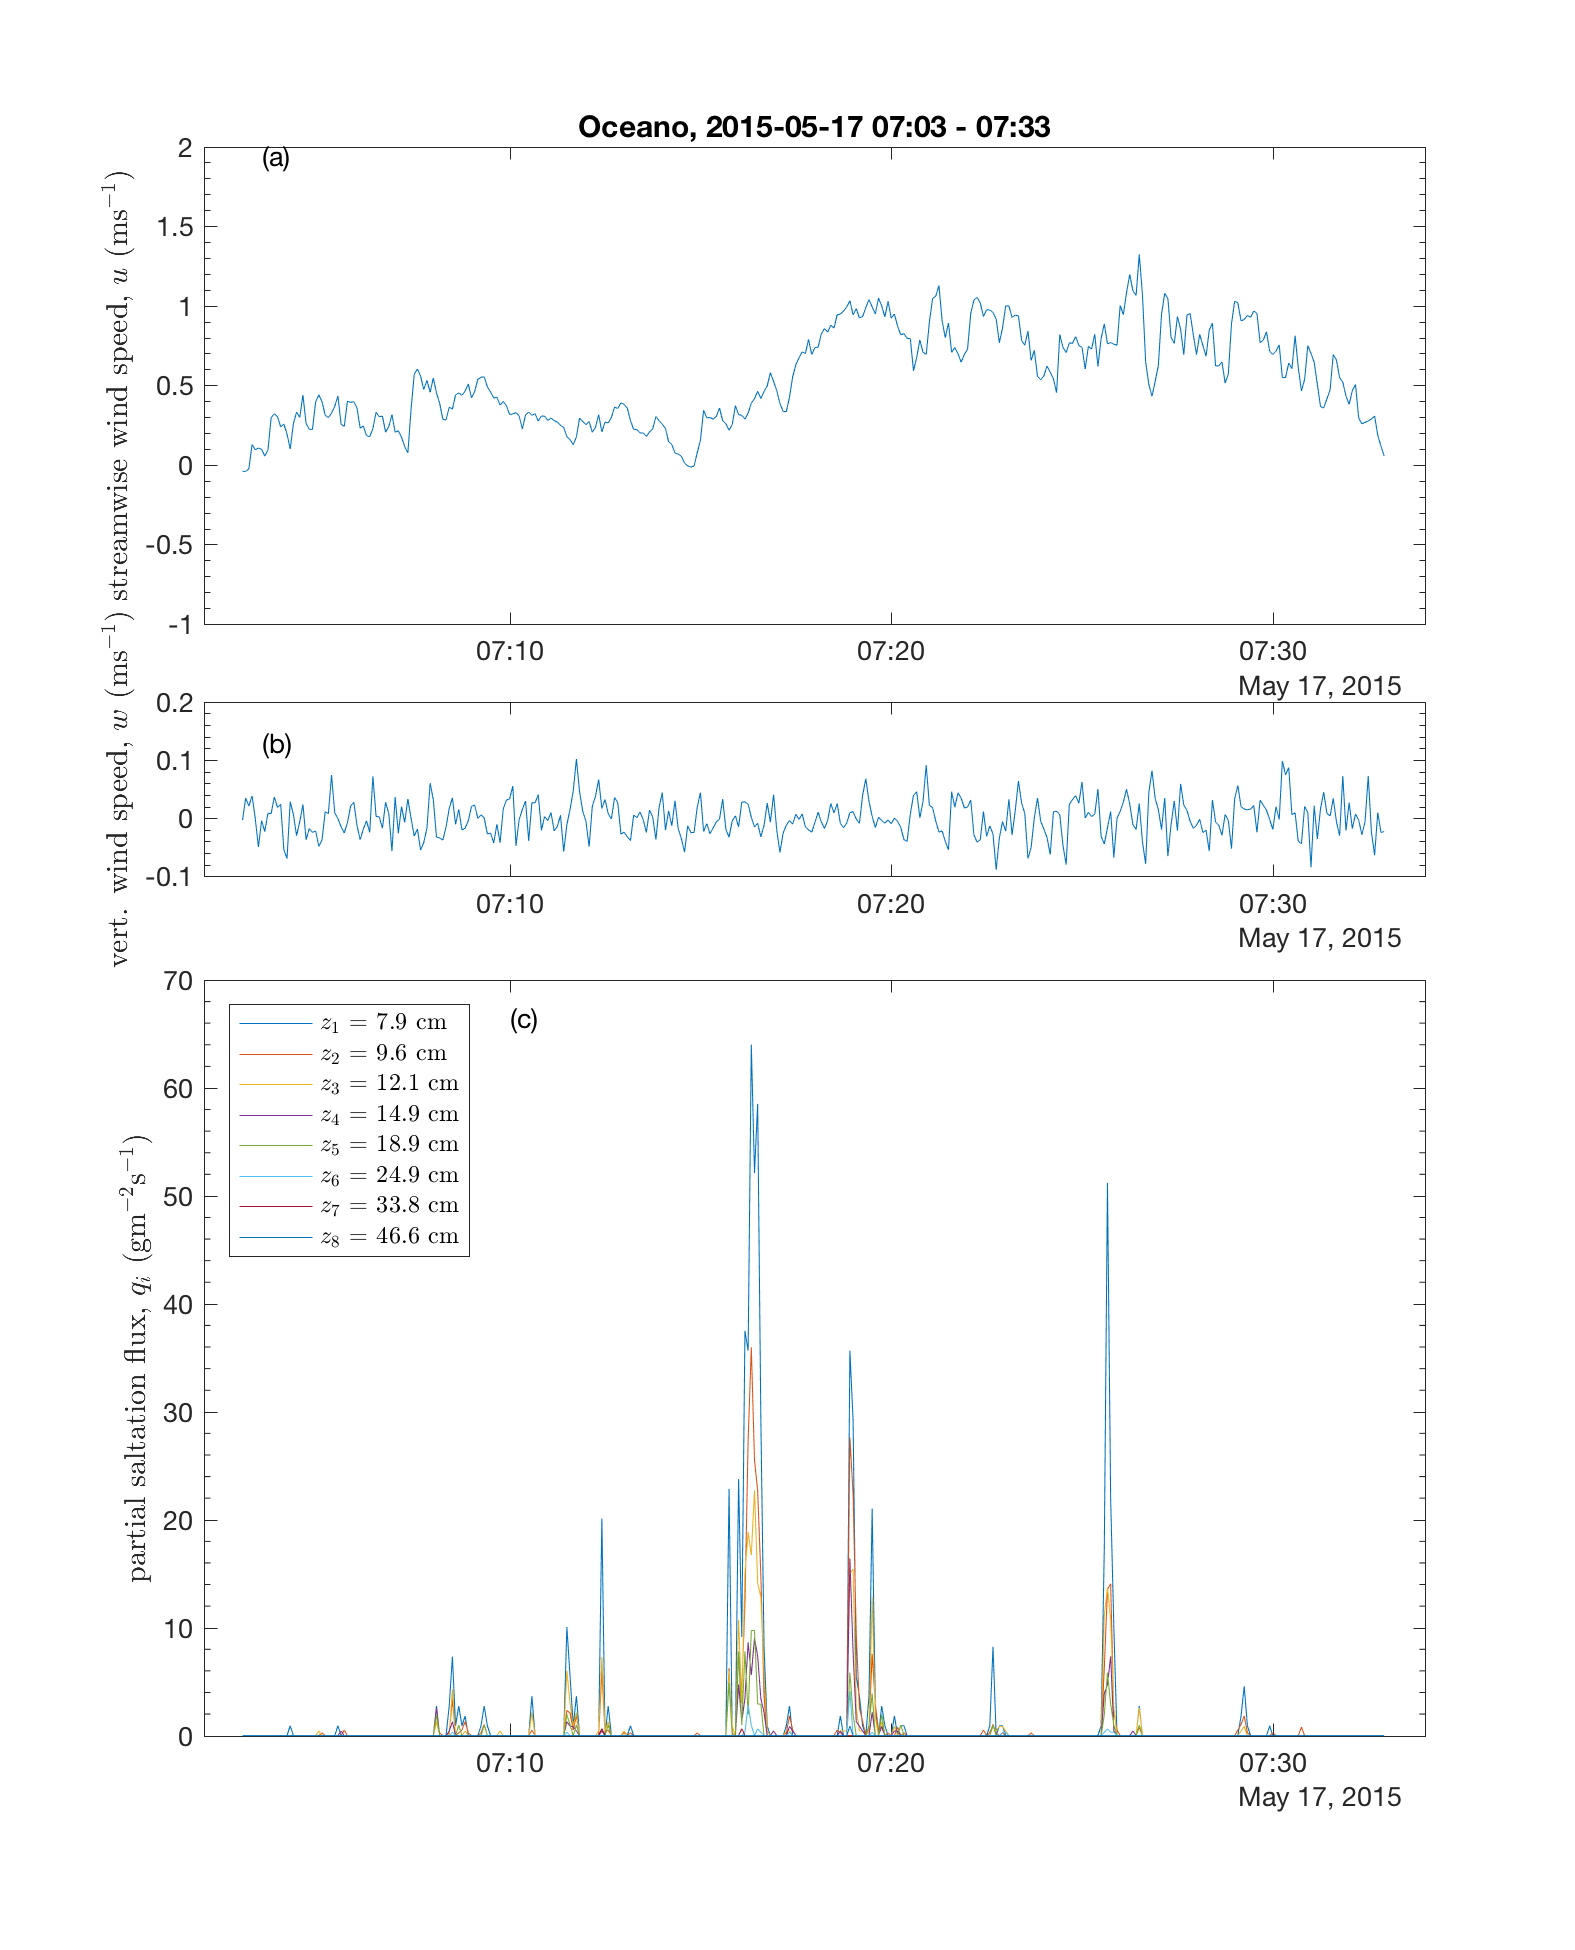 Oceano, 2015-05-17 07:03 - 07:33
(a)
streamwise wind speed, u (ms⁻¹)
2
1.5
1
0.5
0
-0.5
-1
07:10 07:20 07:30
May 17, 2015
(b)
vert. wind speed, w (ms⁻¹)
0.2
0.1
0
-0.1
07:10 07:20 07:30
May 17, 2015
(c)
partial saltation flux, qᵢ (gm⁻²s⁻¹)
70
60
50
40
30
20
10
0
z₁ = 7.9 cm
z₂ = 9.6 cm
z₃ = 12.1 cm
z₄ = 14.9 cm
z₅ = 18.9 cm
z₆ = 24.9 cm
z₇ = 33.8 cm
z₈ = 46.6 cm
07:10 07:20 07:30
May 17, 2015